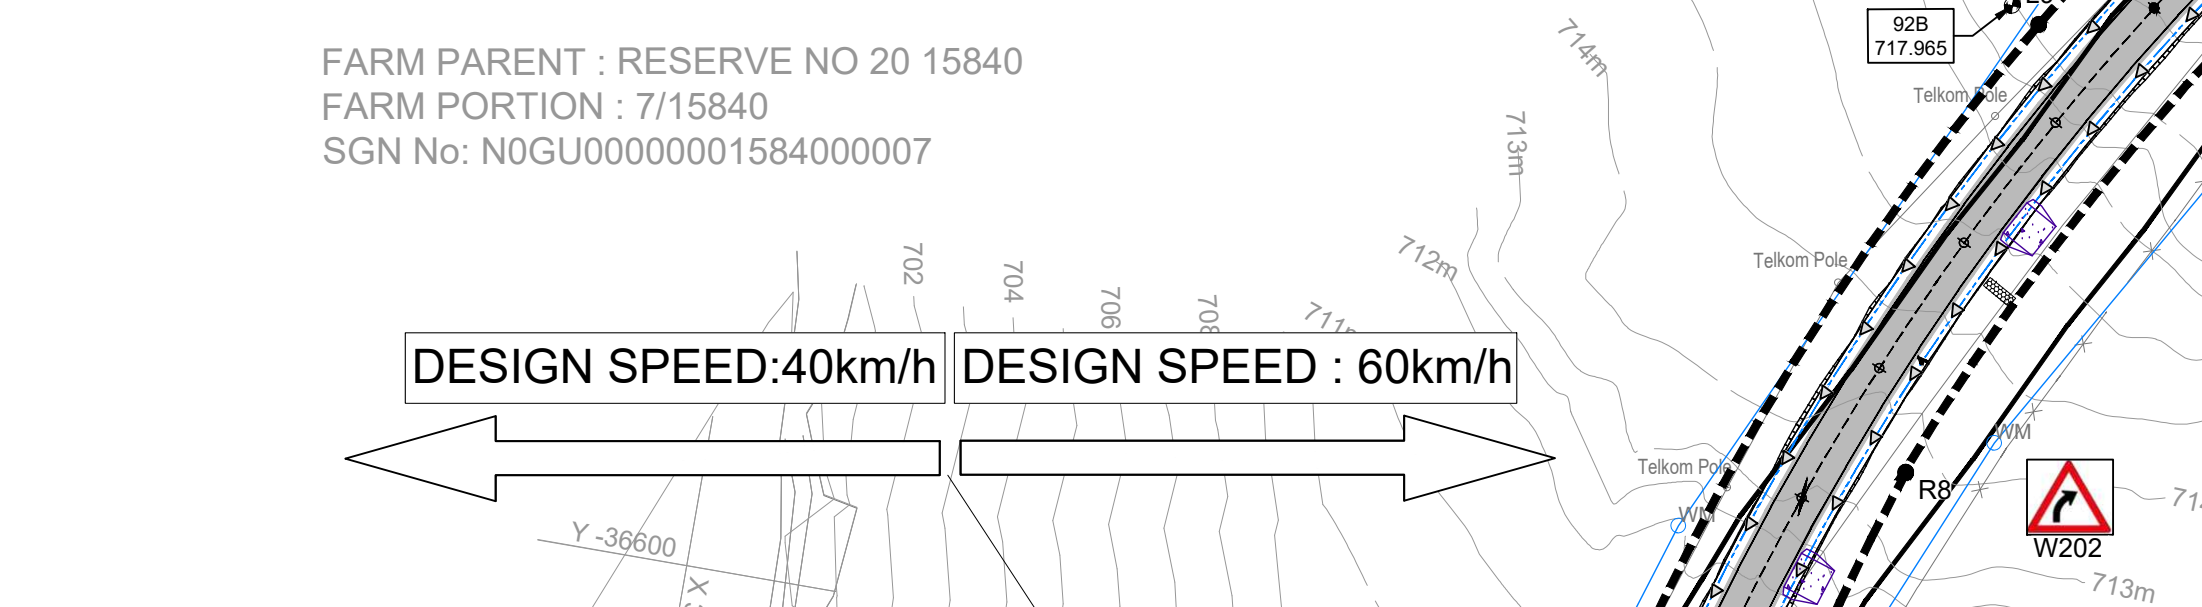 92B
717.965
FARM PARENT : RESERVE NO 20 15840
FARM PORTION : 7/15840
SGN No: N0GU00000001584000007
714m
Telkom Pole
713m
712m
Telkom Pole
702
704
706
708
DESIGN SPEED:40km/h
DESIGN SPEED : 60km/h
Telkom Pole
WM
WM
R8
W202
Y -36600
X
713m